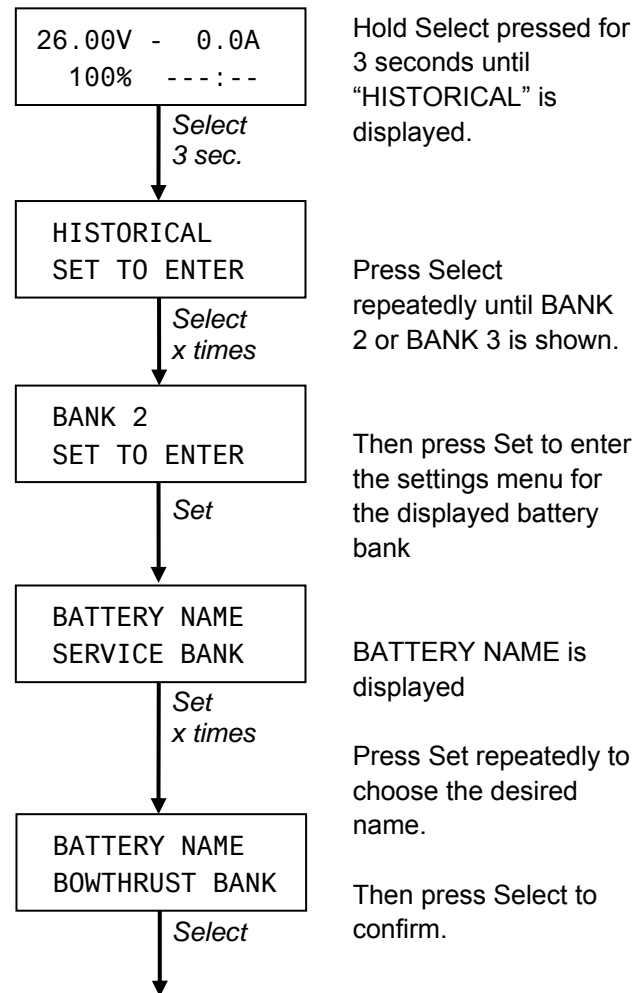 26.00V - 0.0A
100% ---:--
Hold Select pressed for
3 seconds until
“HISTORICAL” is
displayed.
Select
3 sec.
HISTORICAL
SET TO ENTER
Press Select
repeatedly until BANK
2 or BANK 3 is shown.
Select
x times
BANK 2
SET TO ENTER
Then press Set to enter
the settings menu for
the displayed battery
bank
Set
BATTERY NAME
SERVICE BANK
BATTERY NAME is
displayed
Set
x times
Press Set repeatedly to
choose the desired
name.
BATTERY NAME
BOWTHRUST BANK
Then press Select to
confirm.
Select